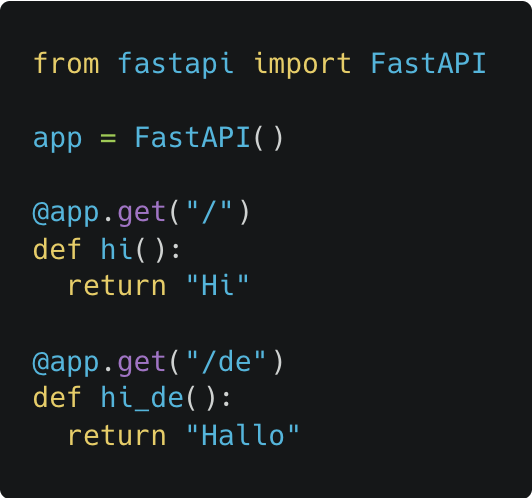 from fastapi import FastAPI
app = FastAPI()
@app.get("/")
def hi():
  return "Hi"
@app.get("/de")
def hi_de():
  return "Hallo"